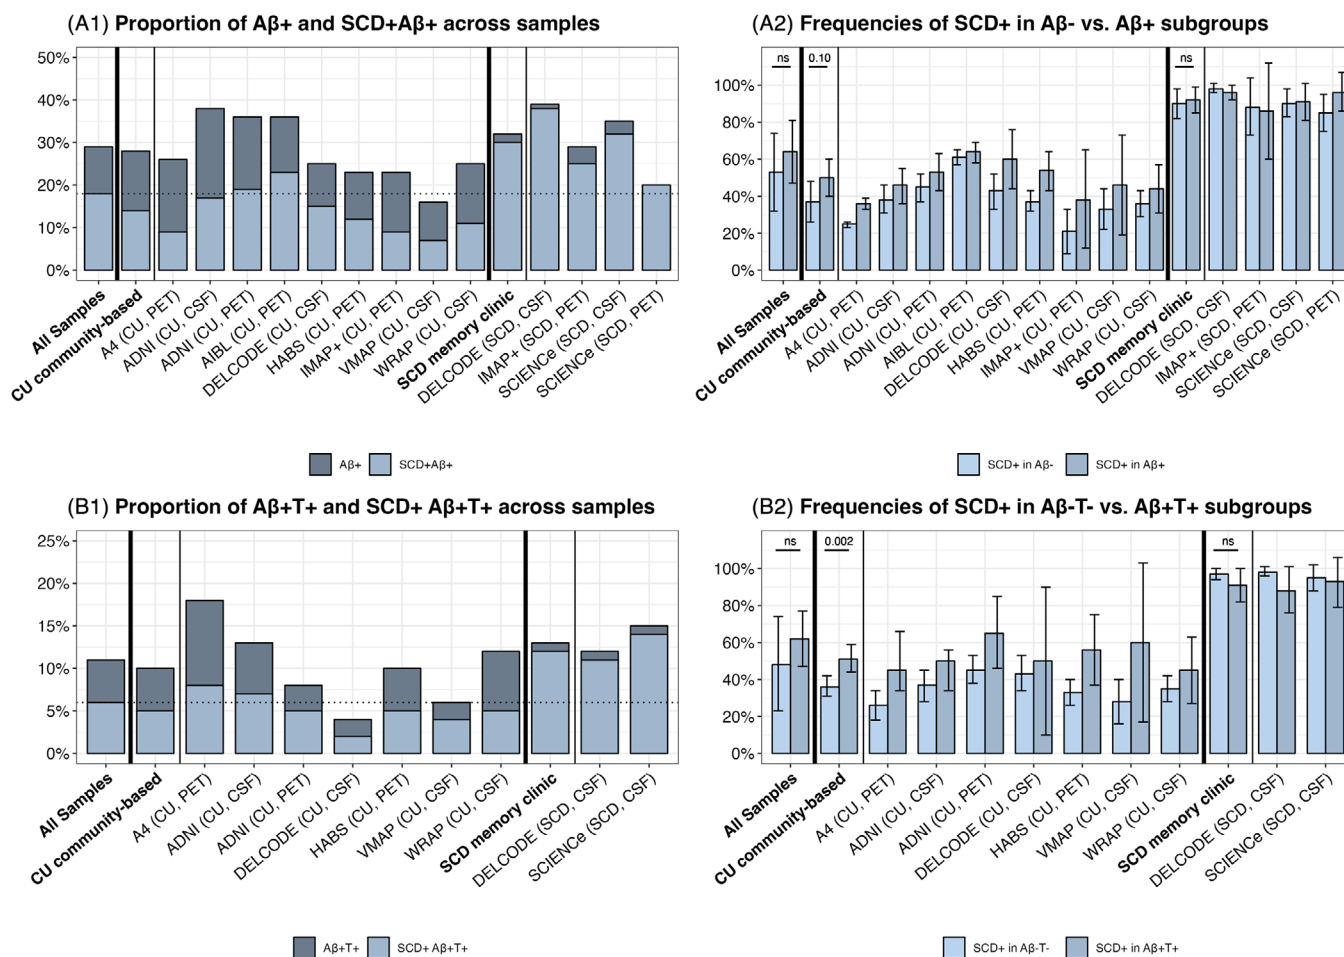 (A1) Proportion of Aβ+ and SCD+Aβ+ across samples
50%
40%
30%
20%
10%
0%
All Samples
CU community-based
A4 (CU, PET)
ADNI (CU, CSF)
ADNI (CU, PET)
AIBL (CU, PET)
DELCODE (CU, CSF)
HABS (CU, PET)
IMAP+ (CU, PET)
VMAP (CU, CSF)
WRAP (CU, CSF)
SCD memory clinic
DELCODE (SCD, CSF)
IMAP+ (SCD, PET)
SCIENCe (SCD, CSF)
SCIENCe (SCD, PET)
Aβ+ SCD+Aβ+
(A2) Frequencies of SCD+ in Aβ- vs. Aβ+ subgroups
ns 0.10 ns
100%
80%
60%
40%
20%
0%
All Samples
CU community-based
A4 (CU, PET)
ADNI (CU, CSF)
ADNI (CU, PET)
AIBL (CU, PET)
DELCODE (CU, CSF)
HABS (CU, PET)
IMAP+ (CU, PET)
VMAP (CU, CSF)
WRAP (CU, CSF)
SCD memory clinic
DELCODE (SCD, CSF)
IMAP+ (SCD, PET)
SCIENCe (SCD, CSF)
SCIENCe (SCD, PET)
SCD+ in Aβ- SCD+ in Aβ+
(B1) Proportion of Aβ+T+ and SCD+ Aβ+T+ across samples
25%
20%
15%
10%
5%
0%
All Samples
CU community-based
A4 (CU, PET)
ADNI (CU, CSF)
ADNI (CU, PET)
DELCODE (CU, CSF)
HABS (CU, PET)
VMAP (CU, CSF)
WRAP (CU, CSF)
SCD memory clinic
DELCODE (SCD, CSF)
SCIENCe (SCD, CSF)
Aβ+T+ SCD+ Aβ+T+
(B2) Frequencies of SCD+ in Aβ-T- vs. Aβ+T+ subgroups
ns 0.002 ns
100%
80%
60%
40%
20%
0%
All Samples
CU community-based
A4 (CU, PET)
ADNI (CU, CSF)
ADNI (CU, PET)
DELCODE (CU, CSF)
HABS (CU, PET)
VMAP (CU, CSF)
WRAP (CU, CSF)
SCD memory clinic
DELCODE (SCD, CSF)
SCIENCe (SCD, CSF)
SCD+ in Aβ-T- SCD+ in Aβ+T+